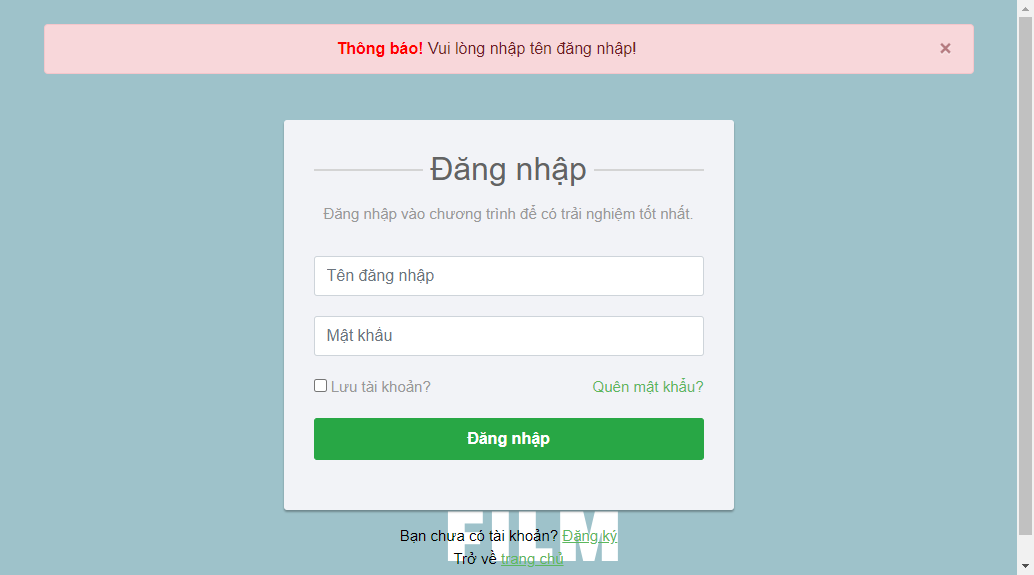 Thông báo! Vui lòng nhập tên đăng nhập!
×
Đăng nhập
Đăng nhập vào chương trình để có trải nghiệm tốt nhất.
Tên đăng nhập
Mật khẩu
Lưu tài khoản? Quên mật khẩu?
Đăng nhập
FILM
Bạn chưa có tài khoản? Đăng ký
Trở về trang chủ